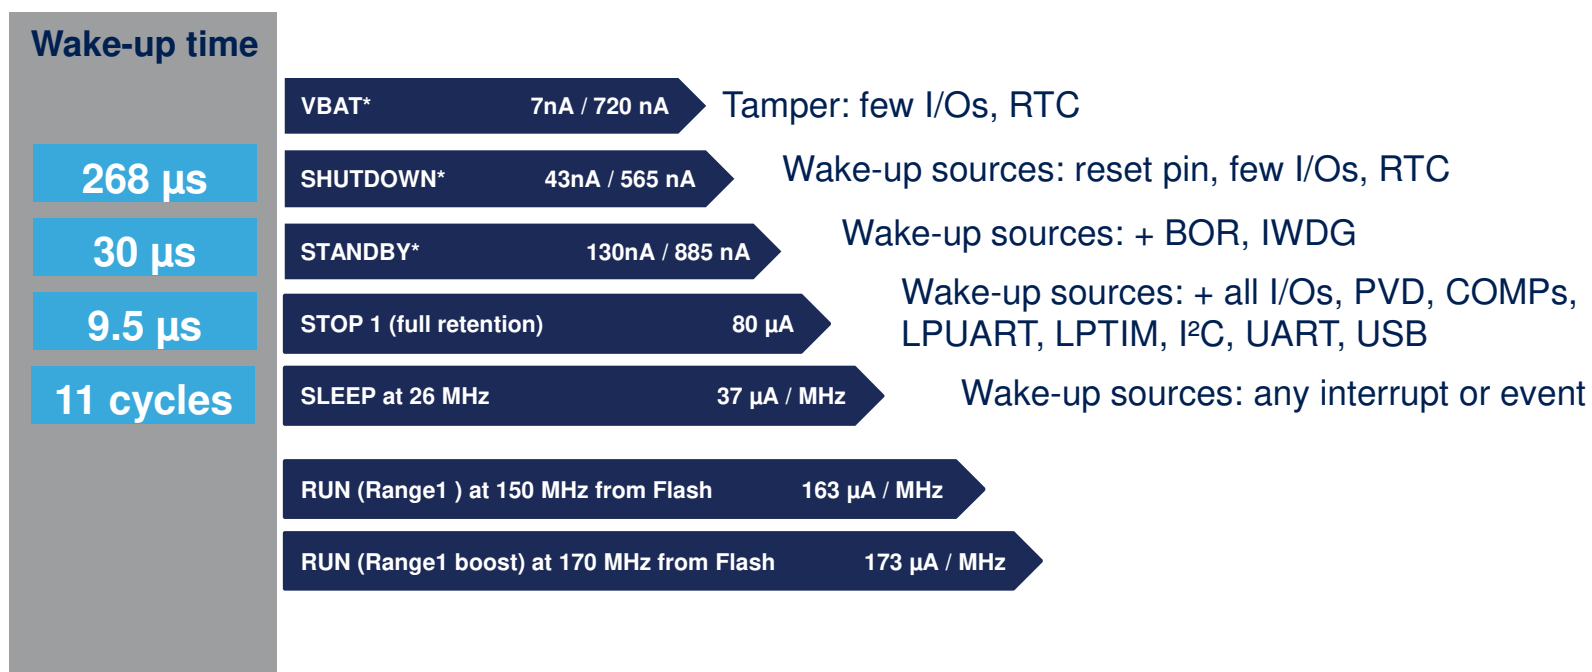 Wake-up time
VBAT* 7nA / 720 nA Tamper: few I/Os, RTC
268 µs SHUTDOWN* 43nA / 565 nA Wake-up sources: reset pin, few I/Os, RTC
30 µs STANDBY* 130nA / 885 nA Wake-up sources: + BOR, IWDG
9.5 µs STOP 1 (full retention) 80 µA Wake-up sources: + all I/Os, PVD, COMPs,
LPUART, LPTIM, I²C, UART, USB
11 cycles SLEEP at 26 MHz 37 µA / MHz Wake-up sources: any interrupt or event
RUN (Range1 ) at 150 MHz from Flash 163 µA / MHz
RUN (Range1 boost) at 170 MHz from Flash 173 µA / MHz